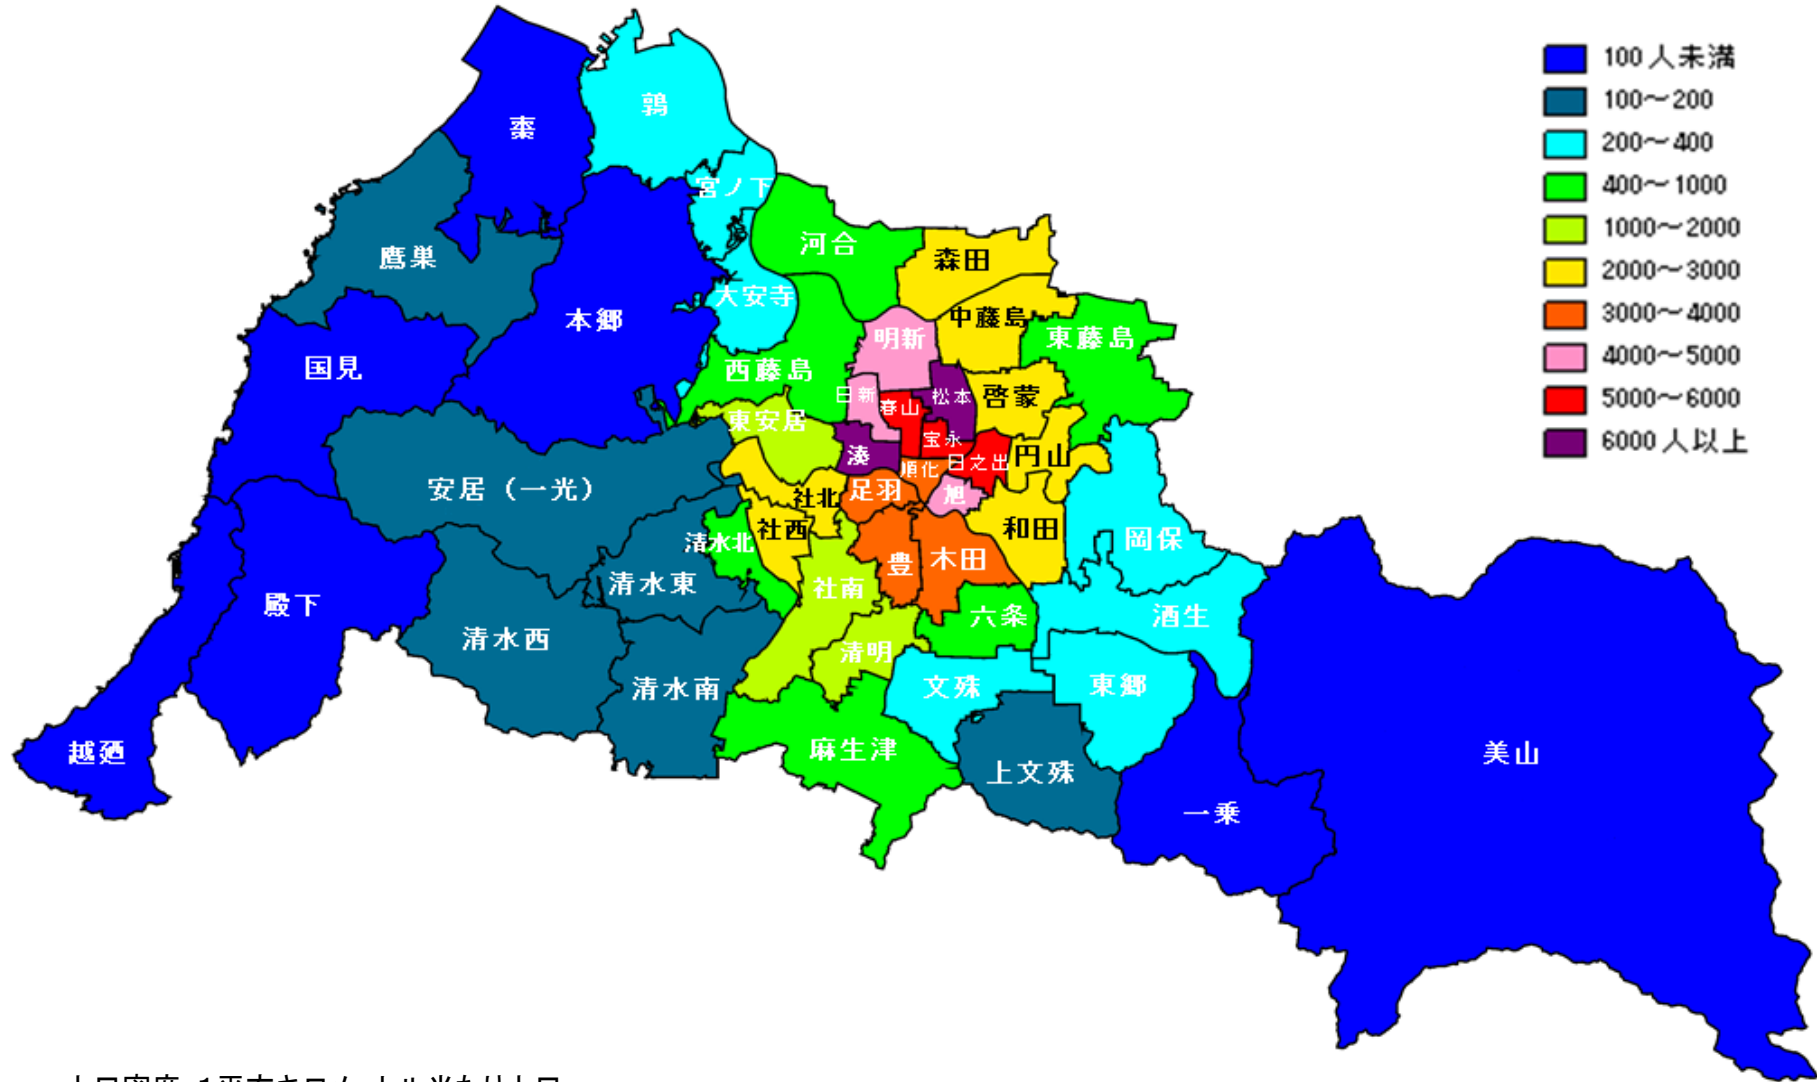 100人未満
100～200
200～400
400～1000
1000～2000
2000～3000
3000～4000
4000～5000
5000～6000
6000人以上
棗
鶉
宮ノ下
鷹巣
河合
森田
大安寺
本郷
中藤島
東藤島
国見
明新
西藤島
日新
春山
松本
啓蒙
東安居
宝永
湊
順化
日之出
円山
安居（一光）
社北
足羽
旭
社西
和田
清水北
岡保
豊
木田
清水東
社南
殿下
六条
酒生
清水西
清明
清水南
文殊
東郷
越廼
麻生津
上文殊
美山
一乗